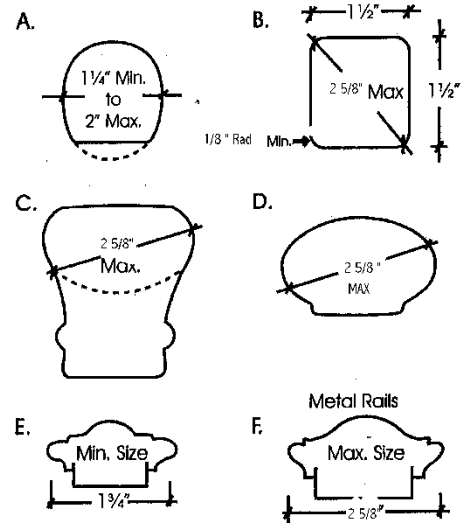 A.
1¼" Min.
to
2" Max.
B.
1½"
2 5/8" Max
1½"
1/8 " Rad Min.
C.
2 5/8"
Max.
D.
2 5/8"
MAX
E.
Min. Size
1¾"
Metal Rails
F.
Max. Size
2 5/8"